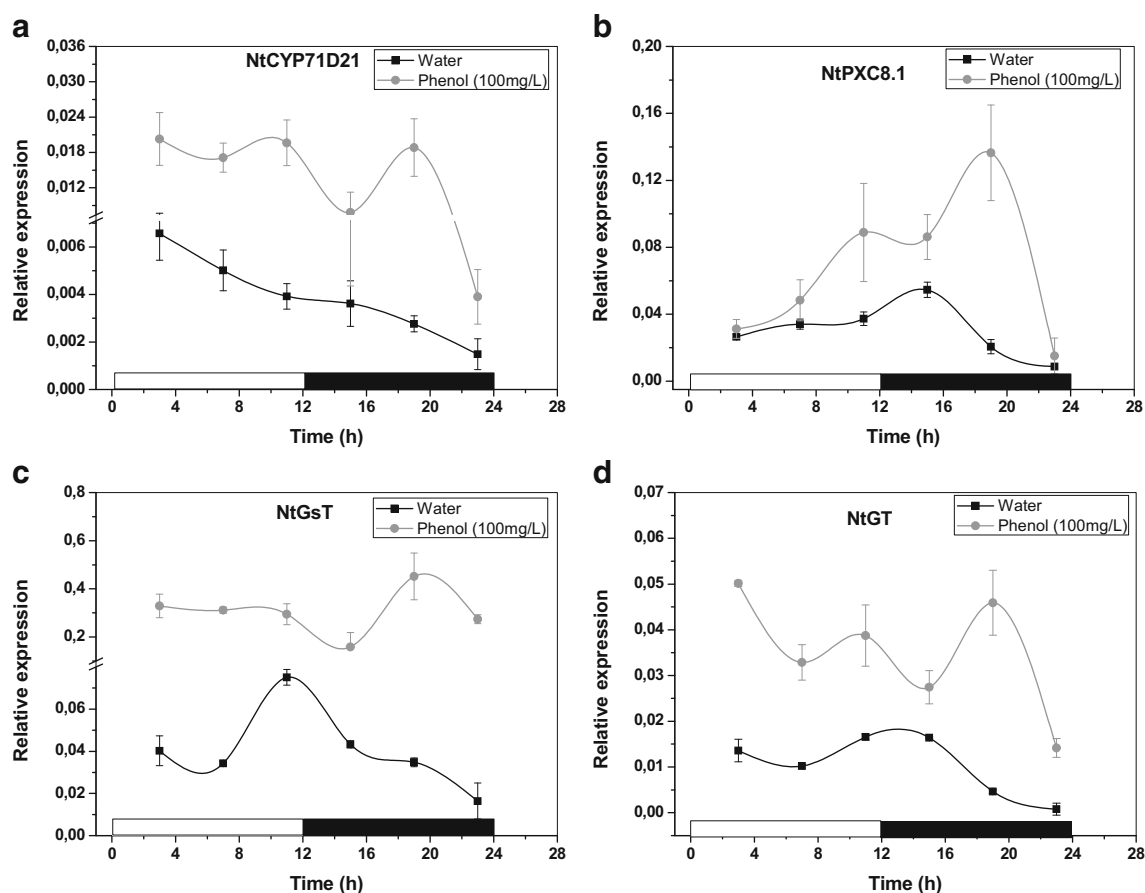 a
NtCYP71D21
Water
Phenol (100mg/L)
Relative expression
0,036
0,030
0,024
0,018
0,012
0,006
0,004
0,002
0,000
0 4 8 12 16 20 24 28
Time (h)
b
NtPXC8.1
Water
Phenol (100mg/L)
Relative expression
0,20
0,16
0,12
0,08
0,04
0,00
0 4 8 12 16 20 24 28
Time (h)
c
NtGsT
Water
Phenol (100mg/L)
Relative expression
0,8
0,6
0,4
0,2
0,06
0,04
0,02
0,00
0 4 8 12 16 20 24 28
Time (h)
d
NtGT
Water
Phenol (100mg/L)
Relative expression
0,07
0,06
0,05
0,04
0,03
0,02
0,01
0,00
0 4 8 12 16 20 24 28
Time (h)